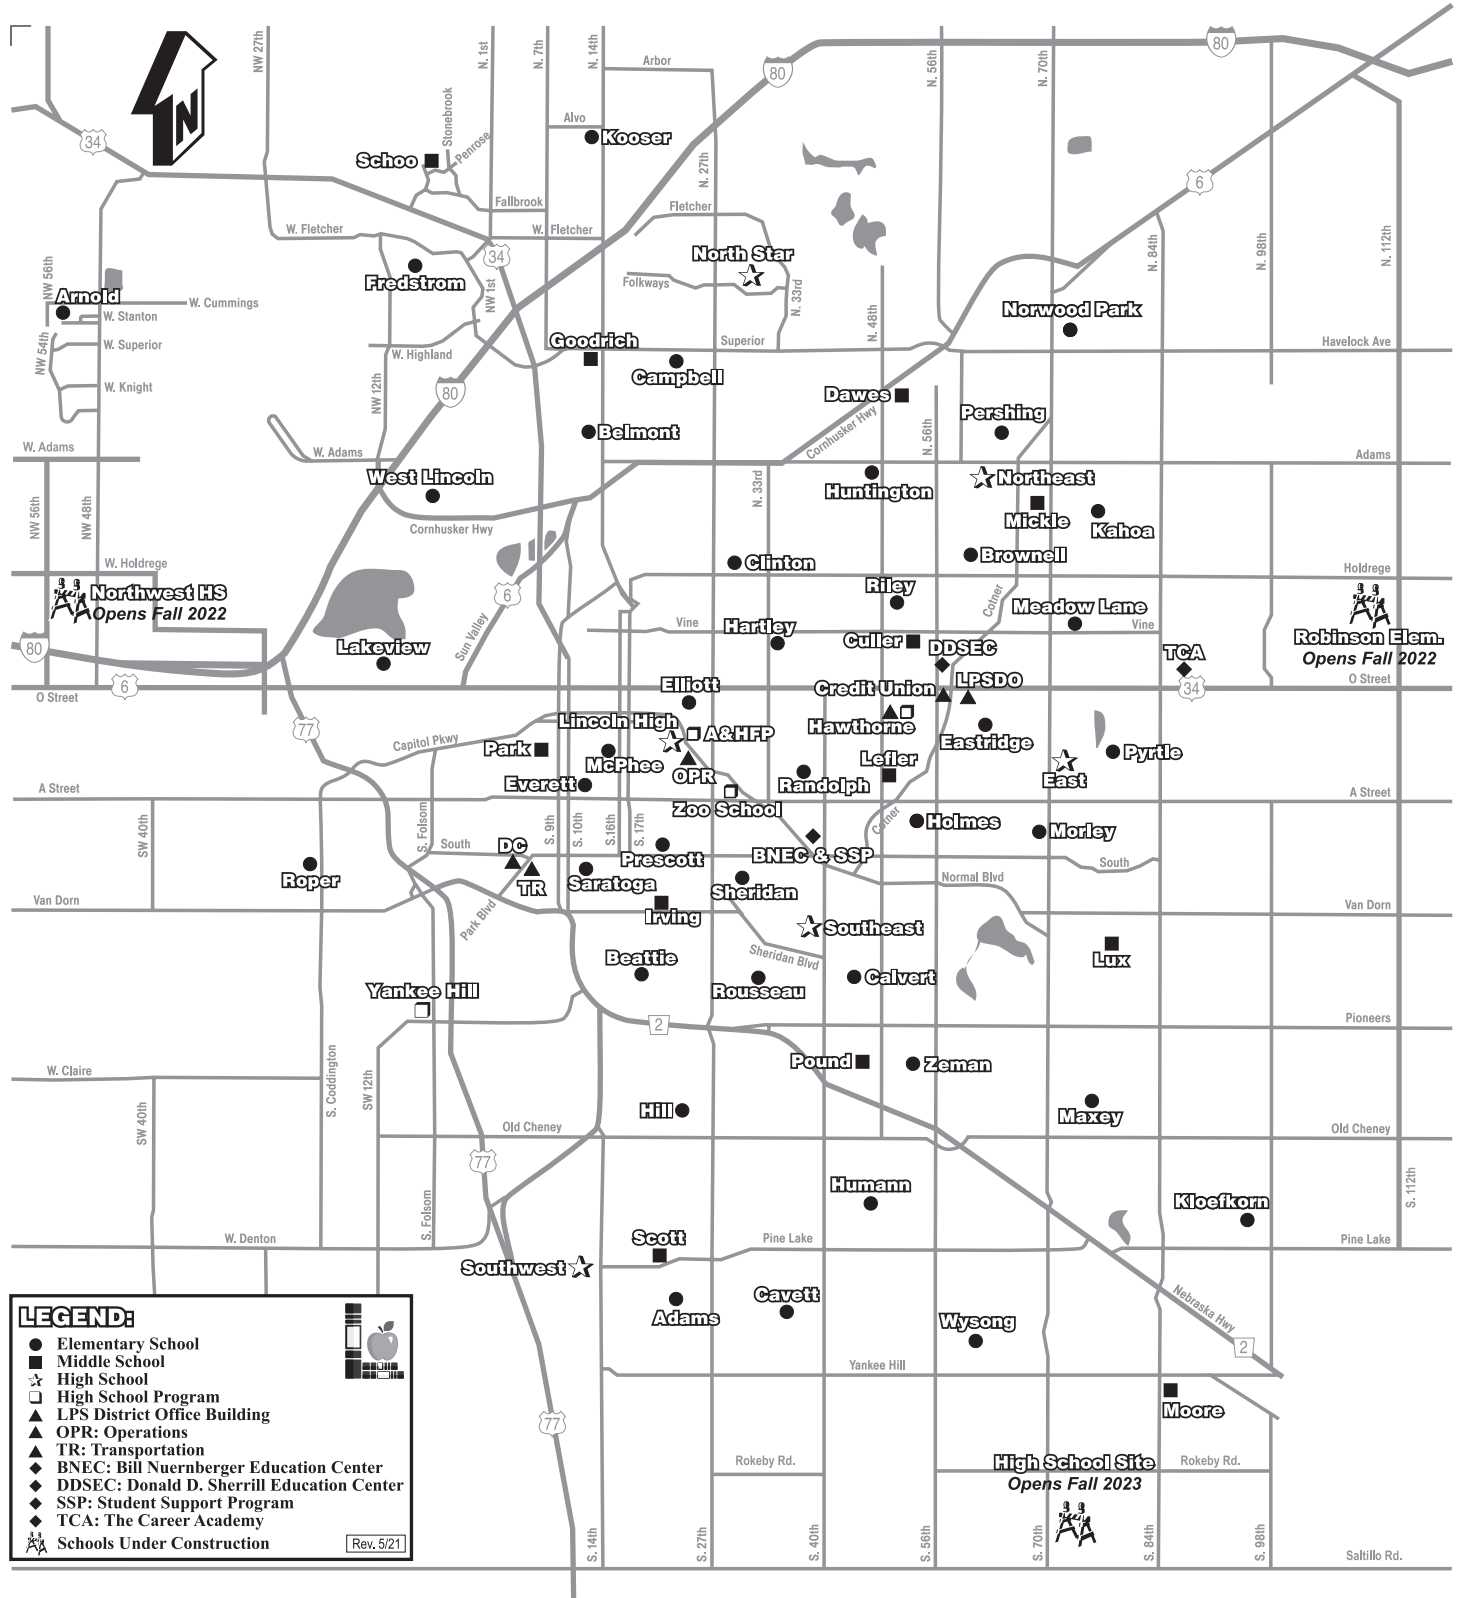 NW 27th
N. 1st
N. 7th
N. 14th
Arbor
80
N. 56th
N. 70th
80
34
N
Stonebrook
Penrose
Schoo
Alvo
Kooser
N. 27th
6
Fallbrook
Fletcher
W. Fletcher
W. Fletcher
34
North Star
N. 84th
N. 98th
N. 112th
NW 56th
Fredstrom
Folkways
N. 33rd
NW 1st
Arnold
W. Cummings
W. Stanton
N. 48th
Norwood Park
NW 54th
W. Superior
Goodrich
Superior
Havelock Ave
W. Highland
Campbell
W. Knight
NW 12th
80
Dawes
Cornhusker Hwy
Pershing
Belmont
N. 56th
W. Adams
W. Adams
Adams
West Lincoln
N. 33rd
Huntington
Northeast
NW 56th
NW 48th
Mickle
Kahoa
Cornhusker Hwy
W. Holdrege
Clinton
Brownell
Holdrege
Northwest HS
Opens Fall 2022
6
Riley
Cotner
Meadow Lane
Sun Valley
Vine
Hartley
Culler
Vine
Robinson Elem.
Opens Fall 2022
80
Lakeview
DDSEC
TCA
O Street
6
Elliott
Credit Union
LPSDO
34
O Street
77
Lincoln High
A&HFP
Hawthorne
Eastridge
Capitol Pkwy
Park
McPhee
OPR
Lefler
Pyrtle
Everett
Randolph
East
A Street
Zoo School
A Street
SW 40th
S. Folsom
S. 9th
S. 10th
S.16th
S. 17th
Cotner
Holmes
Morley
South
DC
Prescott
BNEC & SSP
South
Roper
TR
Saratoga
Sheridan
Normal Blvd
Van Dorn
Park Blvd
Irving
Van Dorn
Southeast
Sheridan Blvd
Lux
Beattie
Rousseau
Calvert
Yankee Hill
2
Pioneers
W. Claire
S. Coddington
SW 12th
Pound
Zeman
SW 40th
Hill
Maxey
Old Cheney
Old Cheney
77
S. Folsom
Humann
Kloefkorn
S. 112th
W. Denton
Scott
Pine Lake
Pine Lake
Southwest
Adams
Cavett
Nebraska Hwy
Wysong
2
Yankee Hill
Moore
77
Rokeby Rd.
High School Site
Opens Fall 2023
Rokeby Rd.
S. 14th
S. 27th
S. 40th
S. 56th
S. 70th
S. 84th
S. 98th
Saltillo Rd.
LEGEND:
Elementary School
Middle School
High School
High School Program
LPS District Office Building
OPR: Operations
TR: Transportation
BNEC: Bill Nuernberger Education Center
DDSEC: Donald D. Sherrill Education Center
SSP: Student Support Program
TCA: The Career Academy
Schools Under Construction
Rev. 5/21